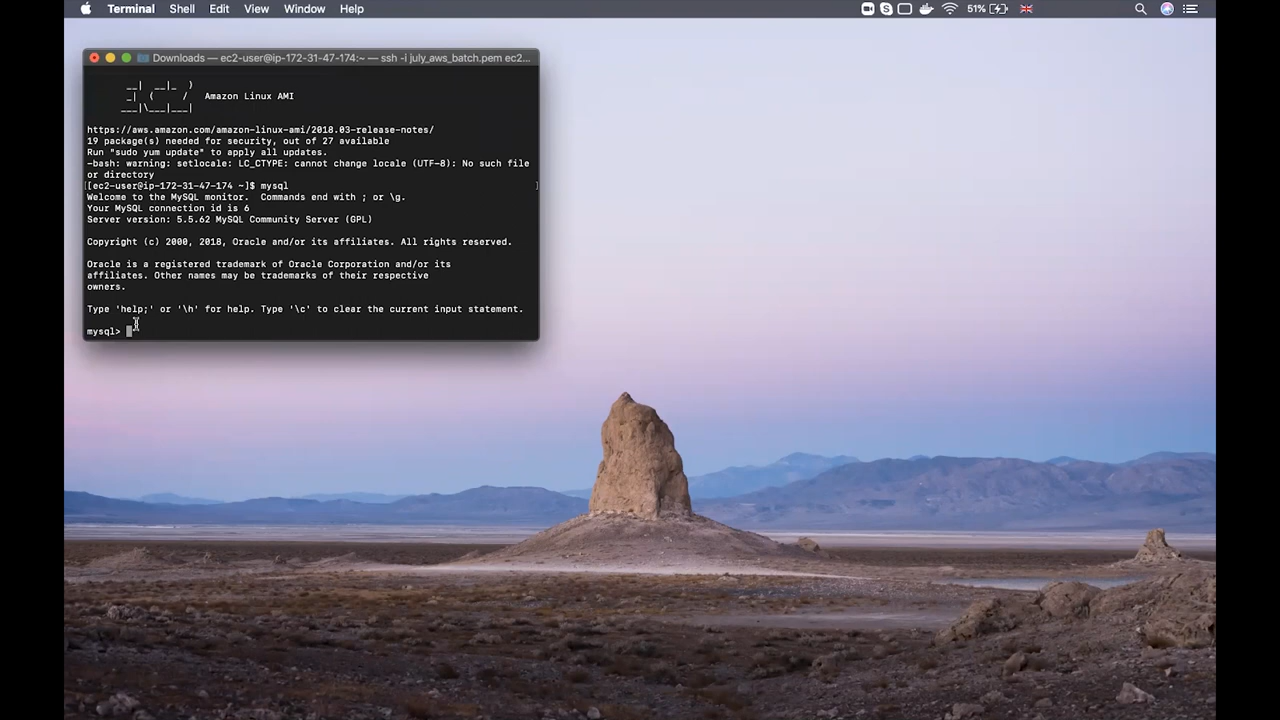 Terminal Shell Edit View Window Help 51%
Downloads — ec2-user@ip-172-31-47-174:~ — ssh -i july_aws_batch.pem ec2...
__| __|_ )
_| ( / Amazon Linux AMI
___|\___|___|
https://aws.amazon.com/amazon-linux-ami/2018.03-release-notes/
19 package(s) needed for security, out of 27 available
Run "sudo yum update" to apply all updates.
-bash: warning: setlocale: LC_CTYPE: cannot change locale (UTF-8): No such file
or directory
[[ec2-user@ip-172-31-47-174 ~]$ mysql ]
Welcome to the MySQL monitor.  Commands end with ; or \g.
Your MySQL connection id is 6
Server version: 5.5.62 MySQL Community Server (GPL)
Copyright (c) 2000, 2018, Oracle and/or its affiliates. All rights reserved.
Oracle is a registered trademark of Oracle Corporation and/or its
affiliates. Other names may be trademarks of their respective
owners.
Type 'help;' or '\h' for help. Type '\c' to clear the current input statement.
mysql>